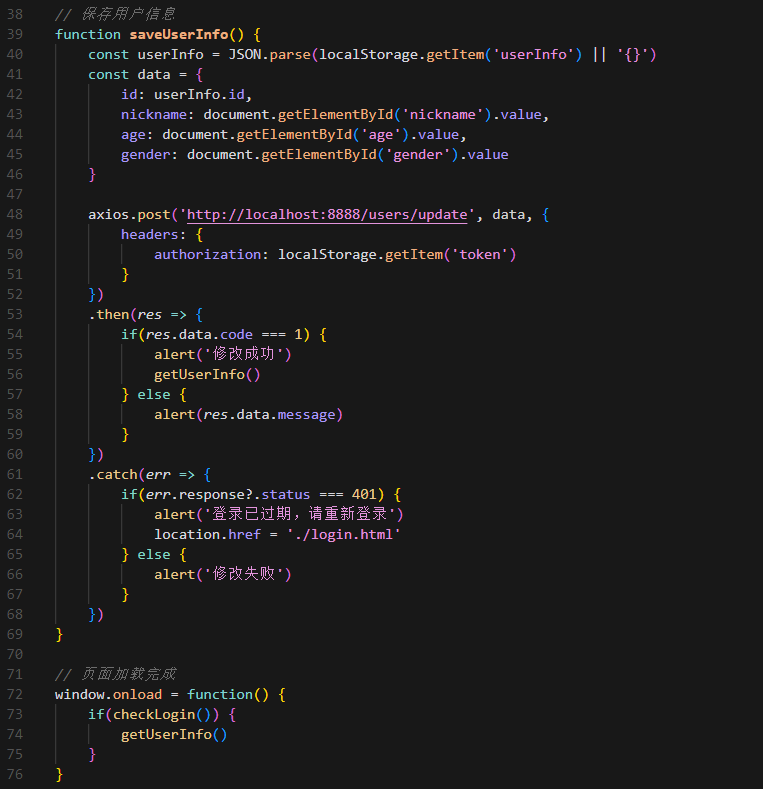 38 // 保存用户信息
39 function saveUserInfo() {
40     const userInfo = JSON.parse(localStorage.getItem('userInfo') || '{}')
41     const data = {
42         id: userInfo.id,
43         nickname: document.getElementById('nickname').value,
44         age: document.getElementById('age').value,
45         gender: document.getElementById('gender').value
46     }
47
48     axios.post('http://localhost:8888/users/update', data, {
49         headers: {
50             authorization: localStorage.getItem('token')
51         }
52     })
53     .then(res => {
54         if(res.data.code === 1) {
55             alert('修改成功')
56             getUserInfo()
57         } else {
58             alert(res.data.message)
59         }
60     })
61     .catch(err => {
62         if(err.response?.status === 401) {
63             alert('登录已过期，请重新登录')
64             location.href = './login.html'
65         } else {
66             alert('修改失败')
67         }
68     })
69 }
70
71 // 页面加载完成
72 window.onload = function() {
73     if(checkLogin()) {
74         getUserInfo()
75     }
76 }